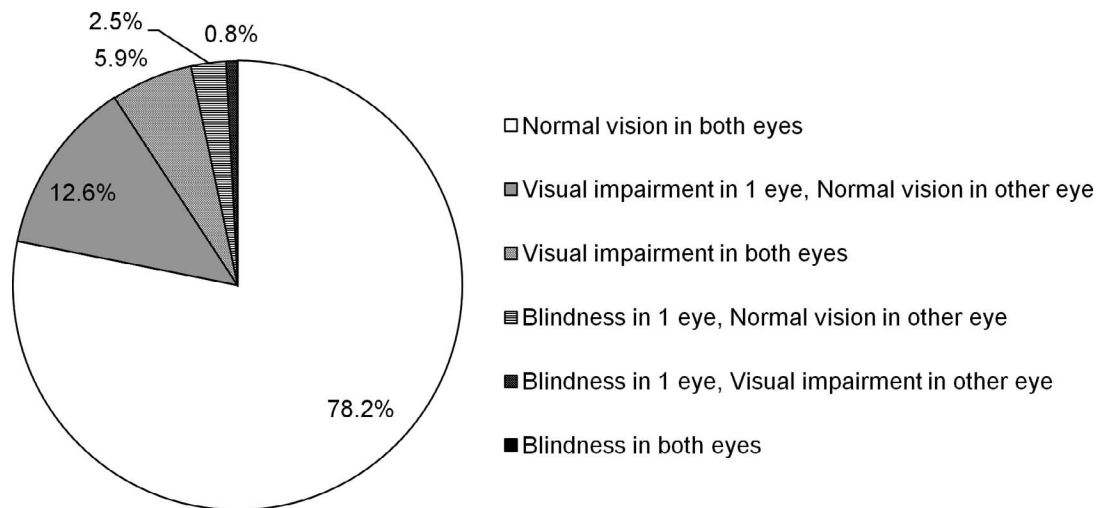 2.5%
0.8%
5.9%
12.6%
78.2%
Normal vision in both eyes
Visual impairment in 1 eye, Normal vision in other eye
Visual impairment in both eyes
Blindness in 1 eye, Normal vision in other eye
Blindness in 1 eye, Visual impairment in other eye
Blindness in both eyes